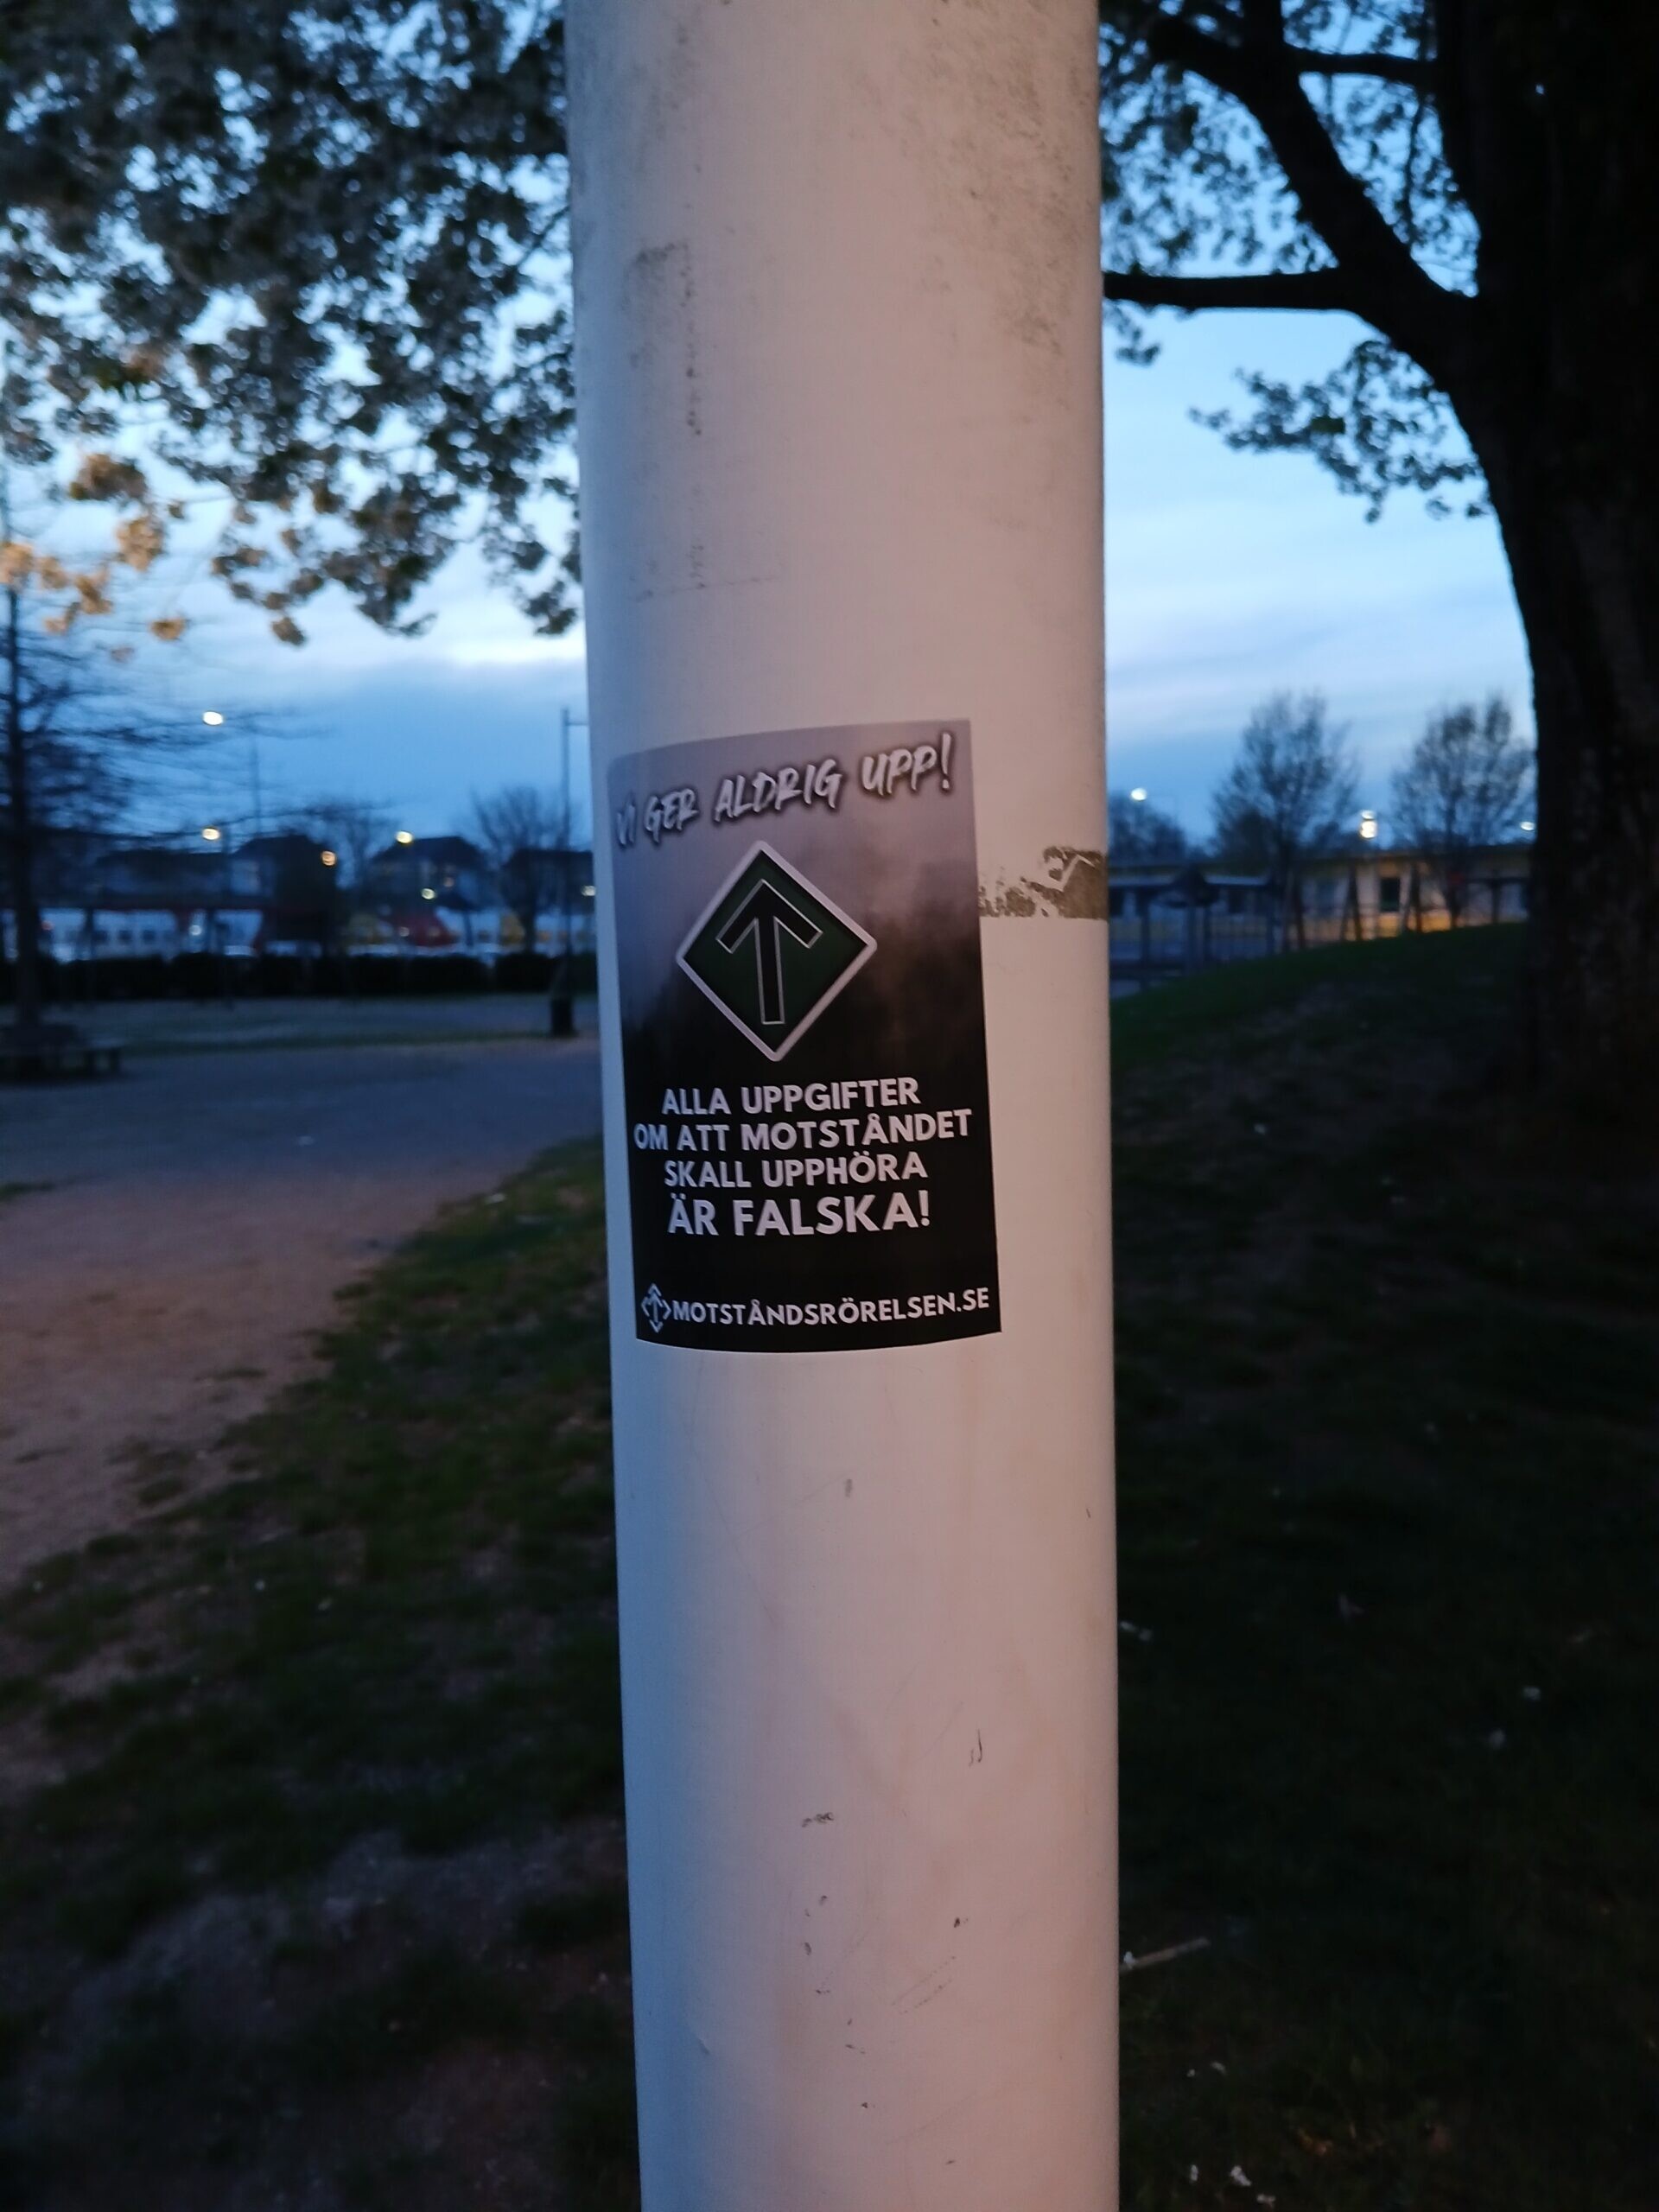 VI GER ALDRIG UPP!
ALLA UPPGIFTER
OM ATT MOTSTÅNDET
SKALL UPPHÖRA
ÄR FALSKA!
MOTSTÅNDSRÖRELSEN.SE